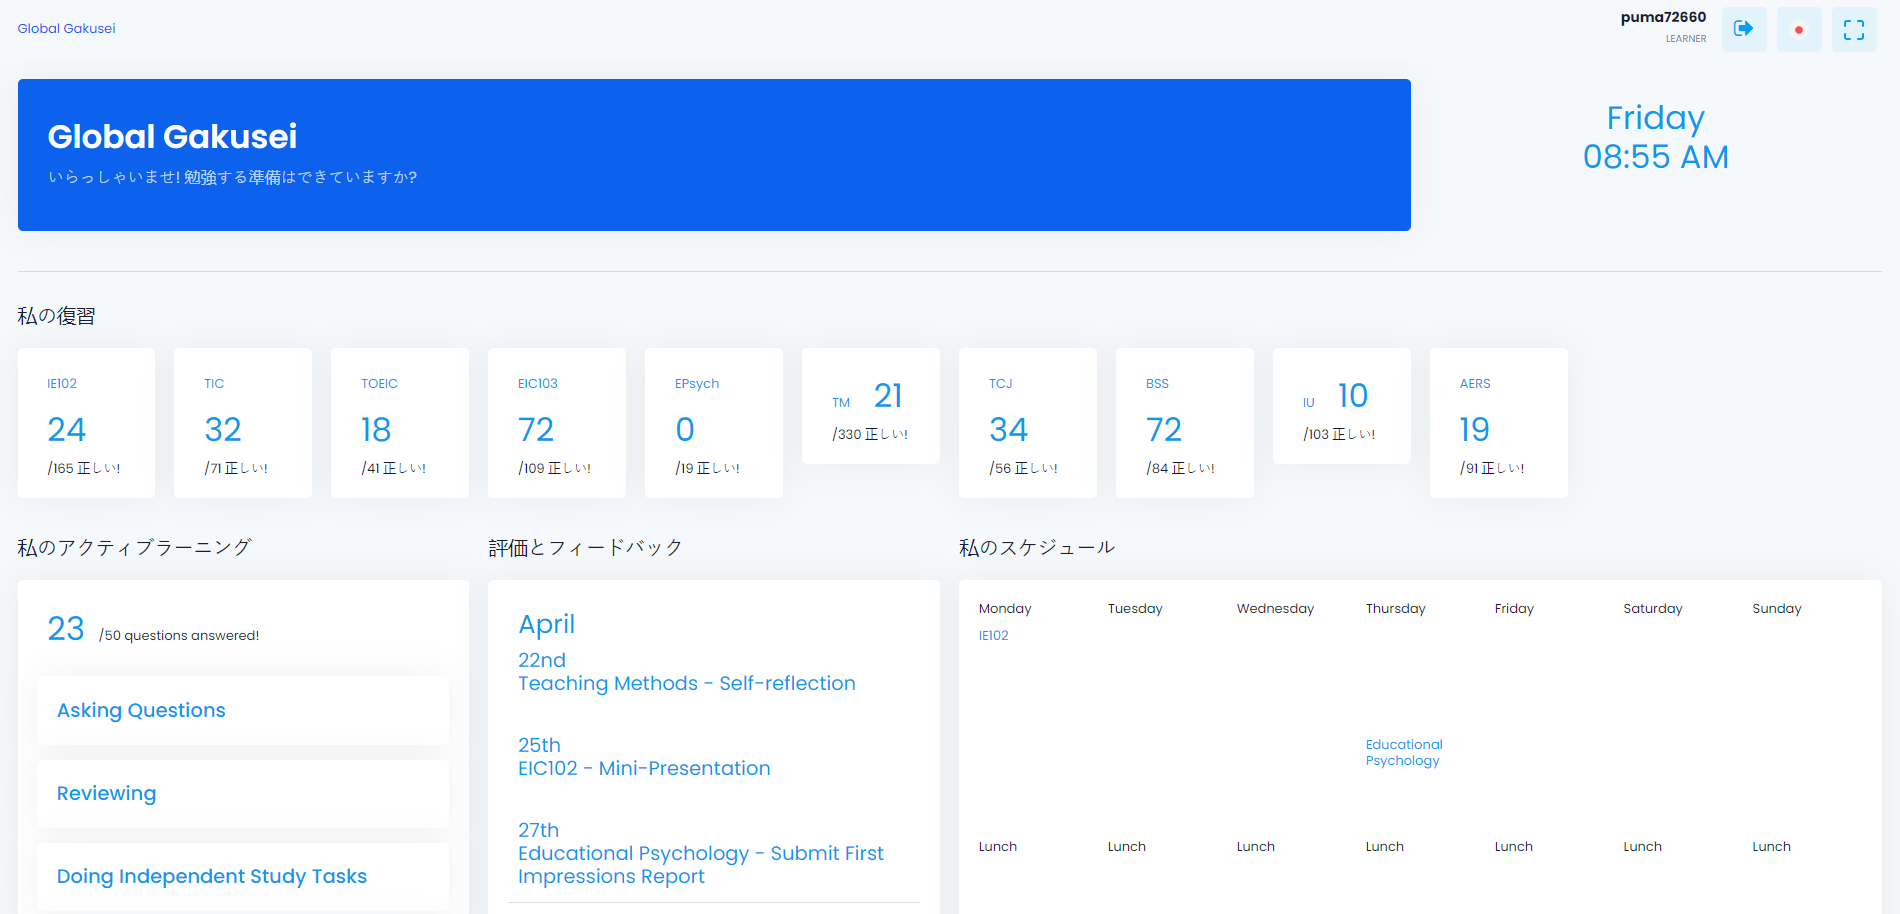 Global Gakusei
puma72660
LEARNER
Global Gakusei
いらっしゃいませ! 勉強する準備はできていますか?
Friday
08:55 AM
私の復習
IE102
24
/165 正しい!
TIC
32
/71 正しい!
TOEIC
18
/41 正しい!
EIC103
72
/109 正しい!
EPsych
0
/19 正しい!
TM 21
/330 正しい!
TCJ
34
/56 正しい!
BSS
72
/84 正しい!
IU 10
/103 正しい!
AERS
19
/91 正しい!
私のアクティブラーニング
23 /50 questions answered!
Asking Questions
Reviewing
Doing Independent Study Tasks
評価とフィードバック
April
22nd
Teaching Methods - Self-reflection
25th
EIC102 - Mini-Presentation
27th
Educational Psychology - Submit First
Impressions Report
私のスケジュール
Monday Tuesday Wednesday Thursday Friday Saturday Sunday
IE102
Educational
Psychology
Lunch Lunch Lunch Lunch Lunch Lunch Lunch